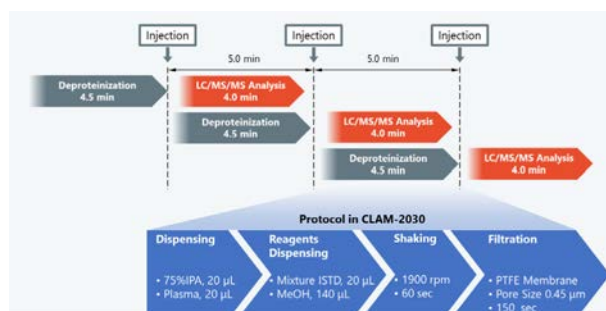 Injection
Injection
Injection
5.0 min
5.0 min
Deproteinization
4.5 min
LC/MS/MS Analysis
4.0 min
Deproteinization
4.5 min
LC/MS/MS Analysis
4.0 min
Deproteinization
4.5 min
LC/MS/MS Analysis
4.0 min
Protocol in CLAM-2030
Dispensing
• 75%IPA, 20 µL
• Plasma, 20 µL
Reagents
Dispensing
• Mixture ISTD, 20 µL
• MeOH, 140 µL
Shaking
• 1900 rpm
• 60 sec
Filtration
• PTFE Membrane
• Pore Size 0.45 µm
• 150, sec